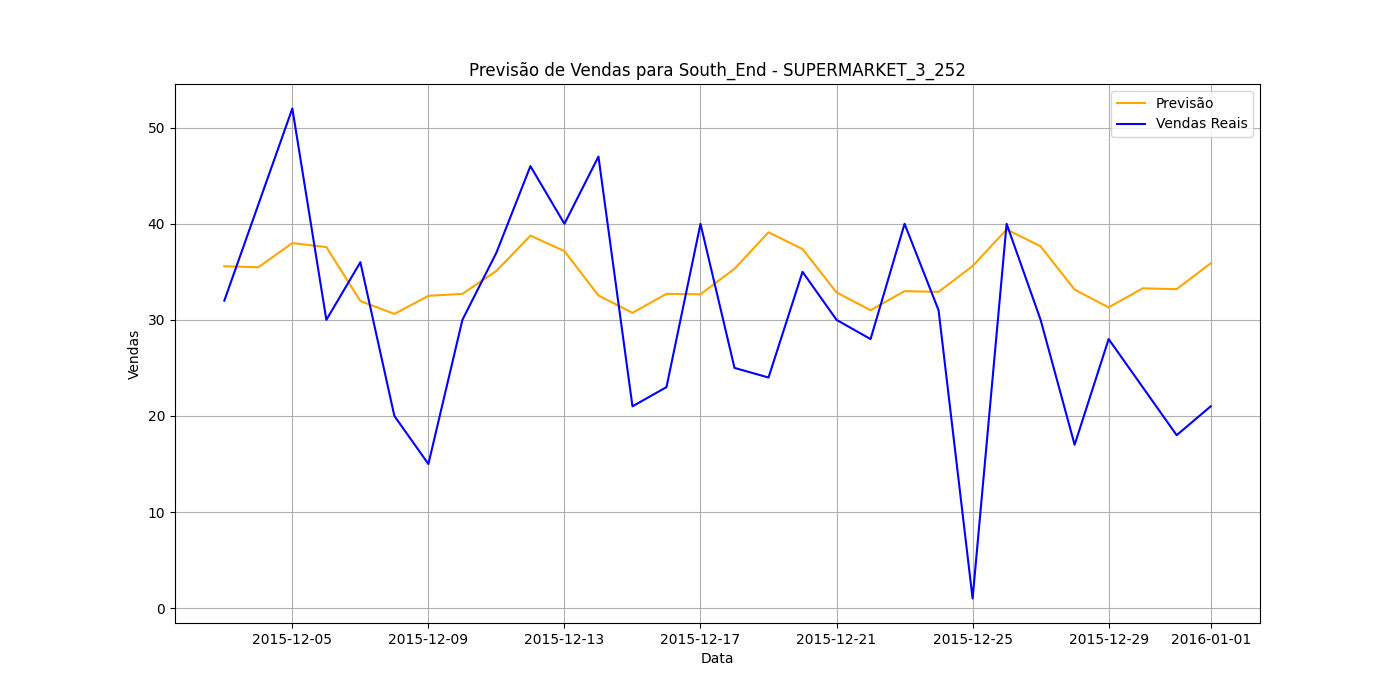 Previsão de Vendas para South_End - SUPERMARKET_3_252
Previsão
Vendas Reais
50
40
30
20
10
0
Vendas
2015-12-05 2015-12-09 2015-12-13 2015-12-17 2015-12-21 2015-12-25 2015-12-29 2016-01-01
Data